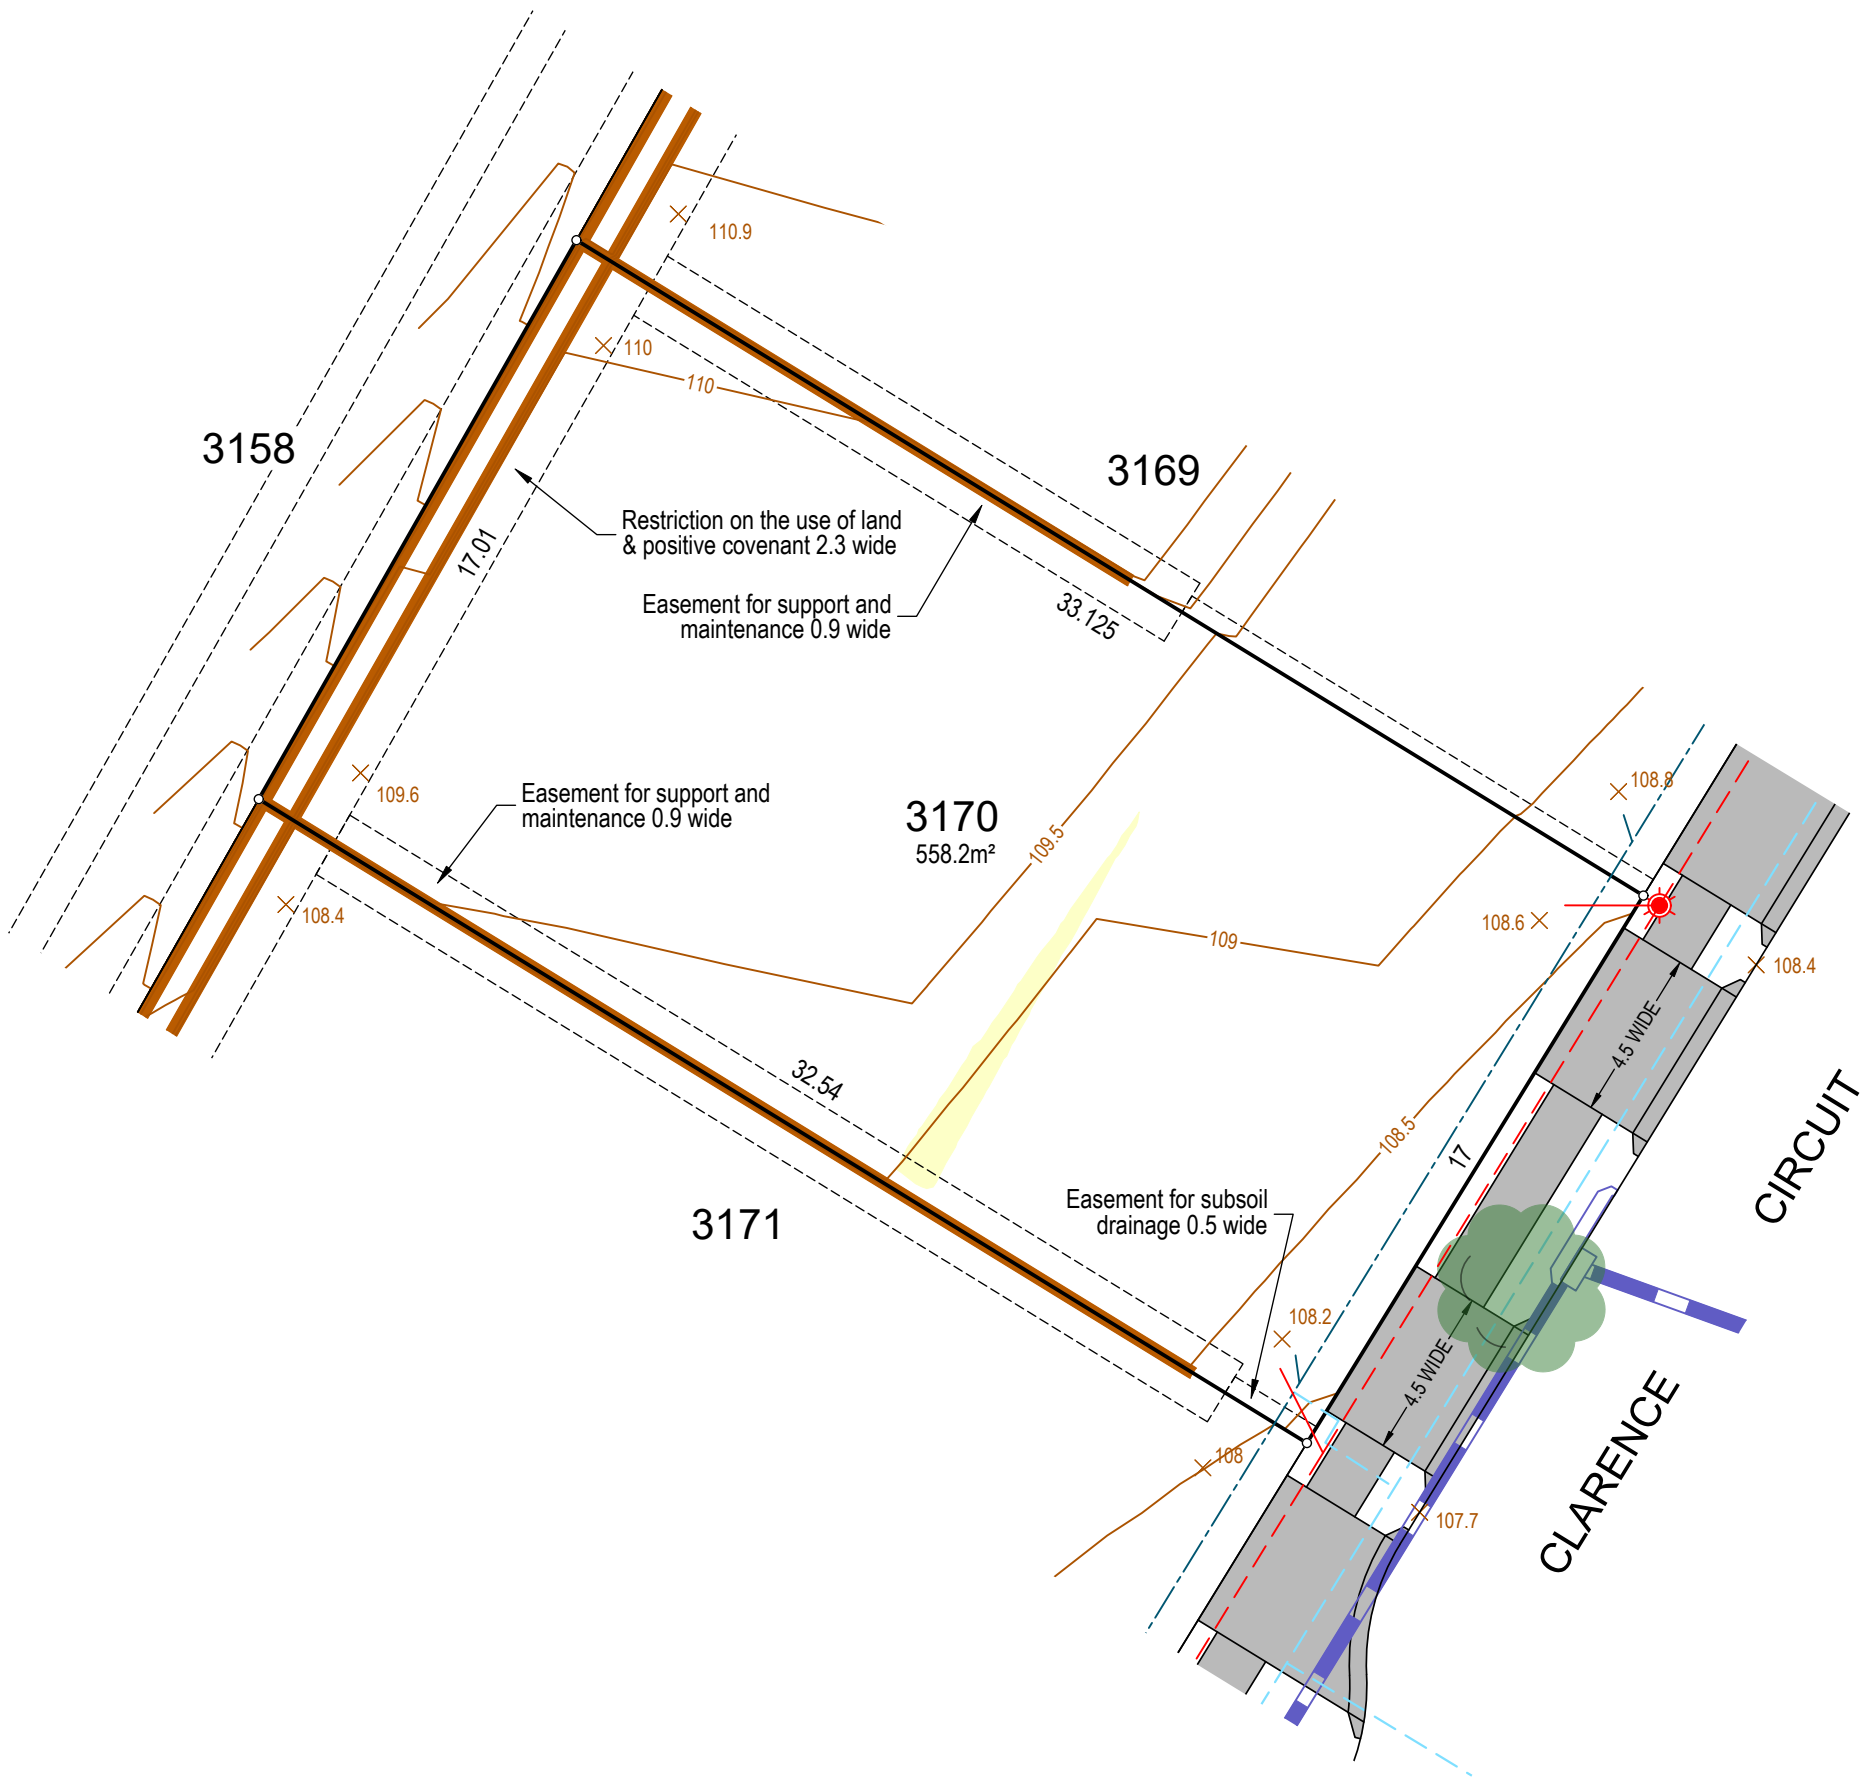 110.9
110
110
3158
3169
Restriction on the use of land
& positive covenant 2.3 wide
17.01
Easement for support and
maintenance 0.9 wide
33.125
109.6
Easement for support and
maintenance 0.9 wide
3170
558.2m²
109.5
108.8
108.4
108.6
109
108.4
4.5 WIDE
32.54
108.5
17
CIRCUIT
3171
Easement for subsoil
drainage 0.5 wide
108.2
4.5 WIDE
108
107.7
CLARENCE